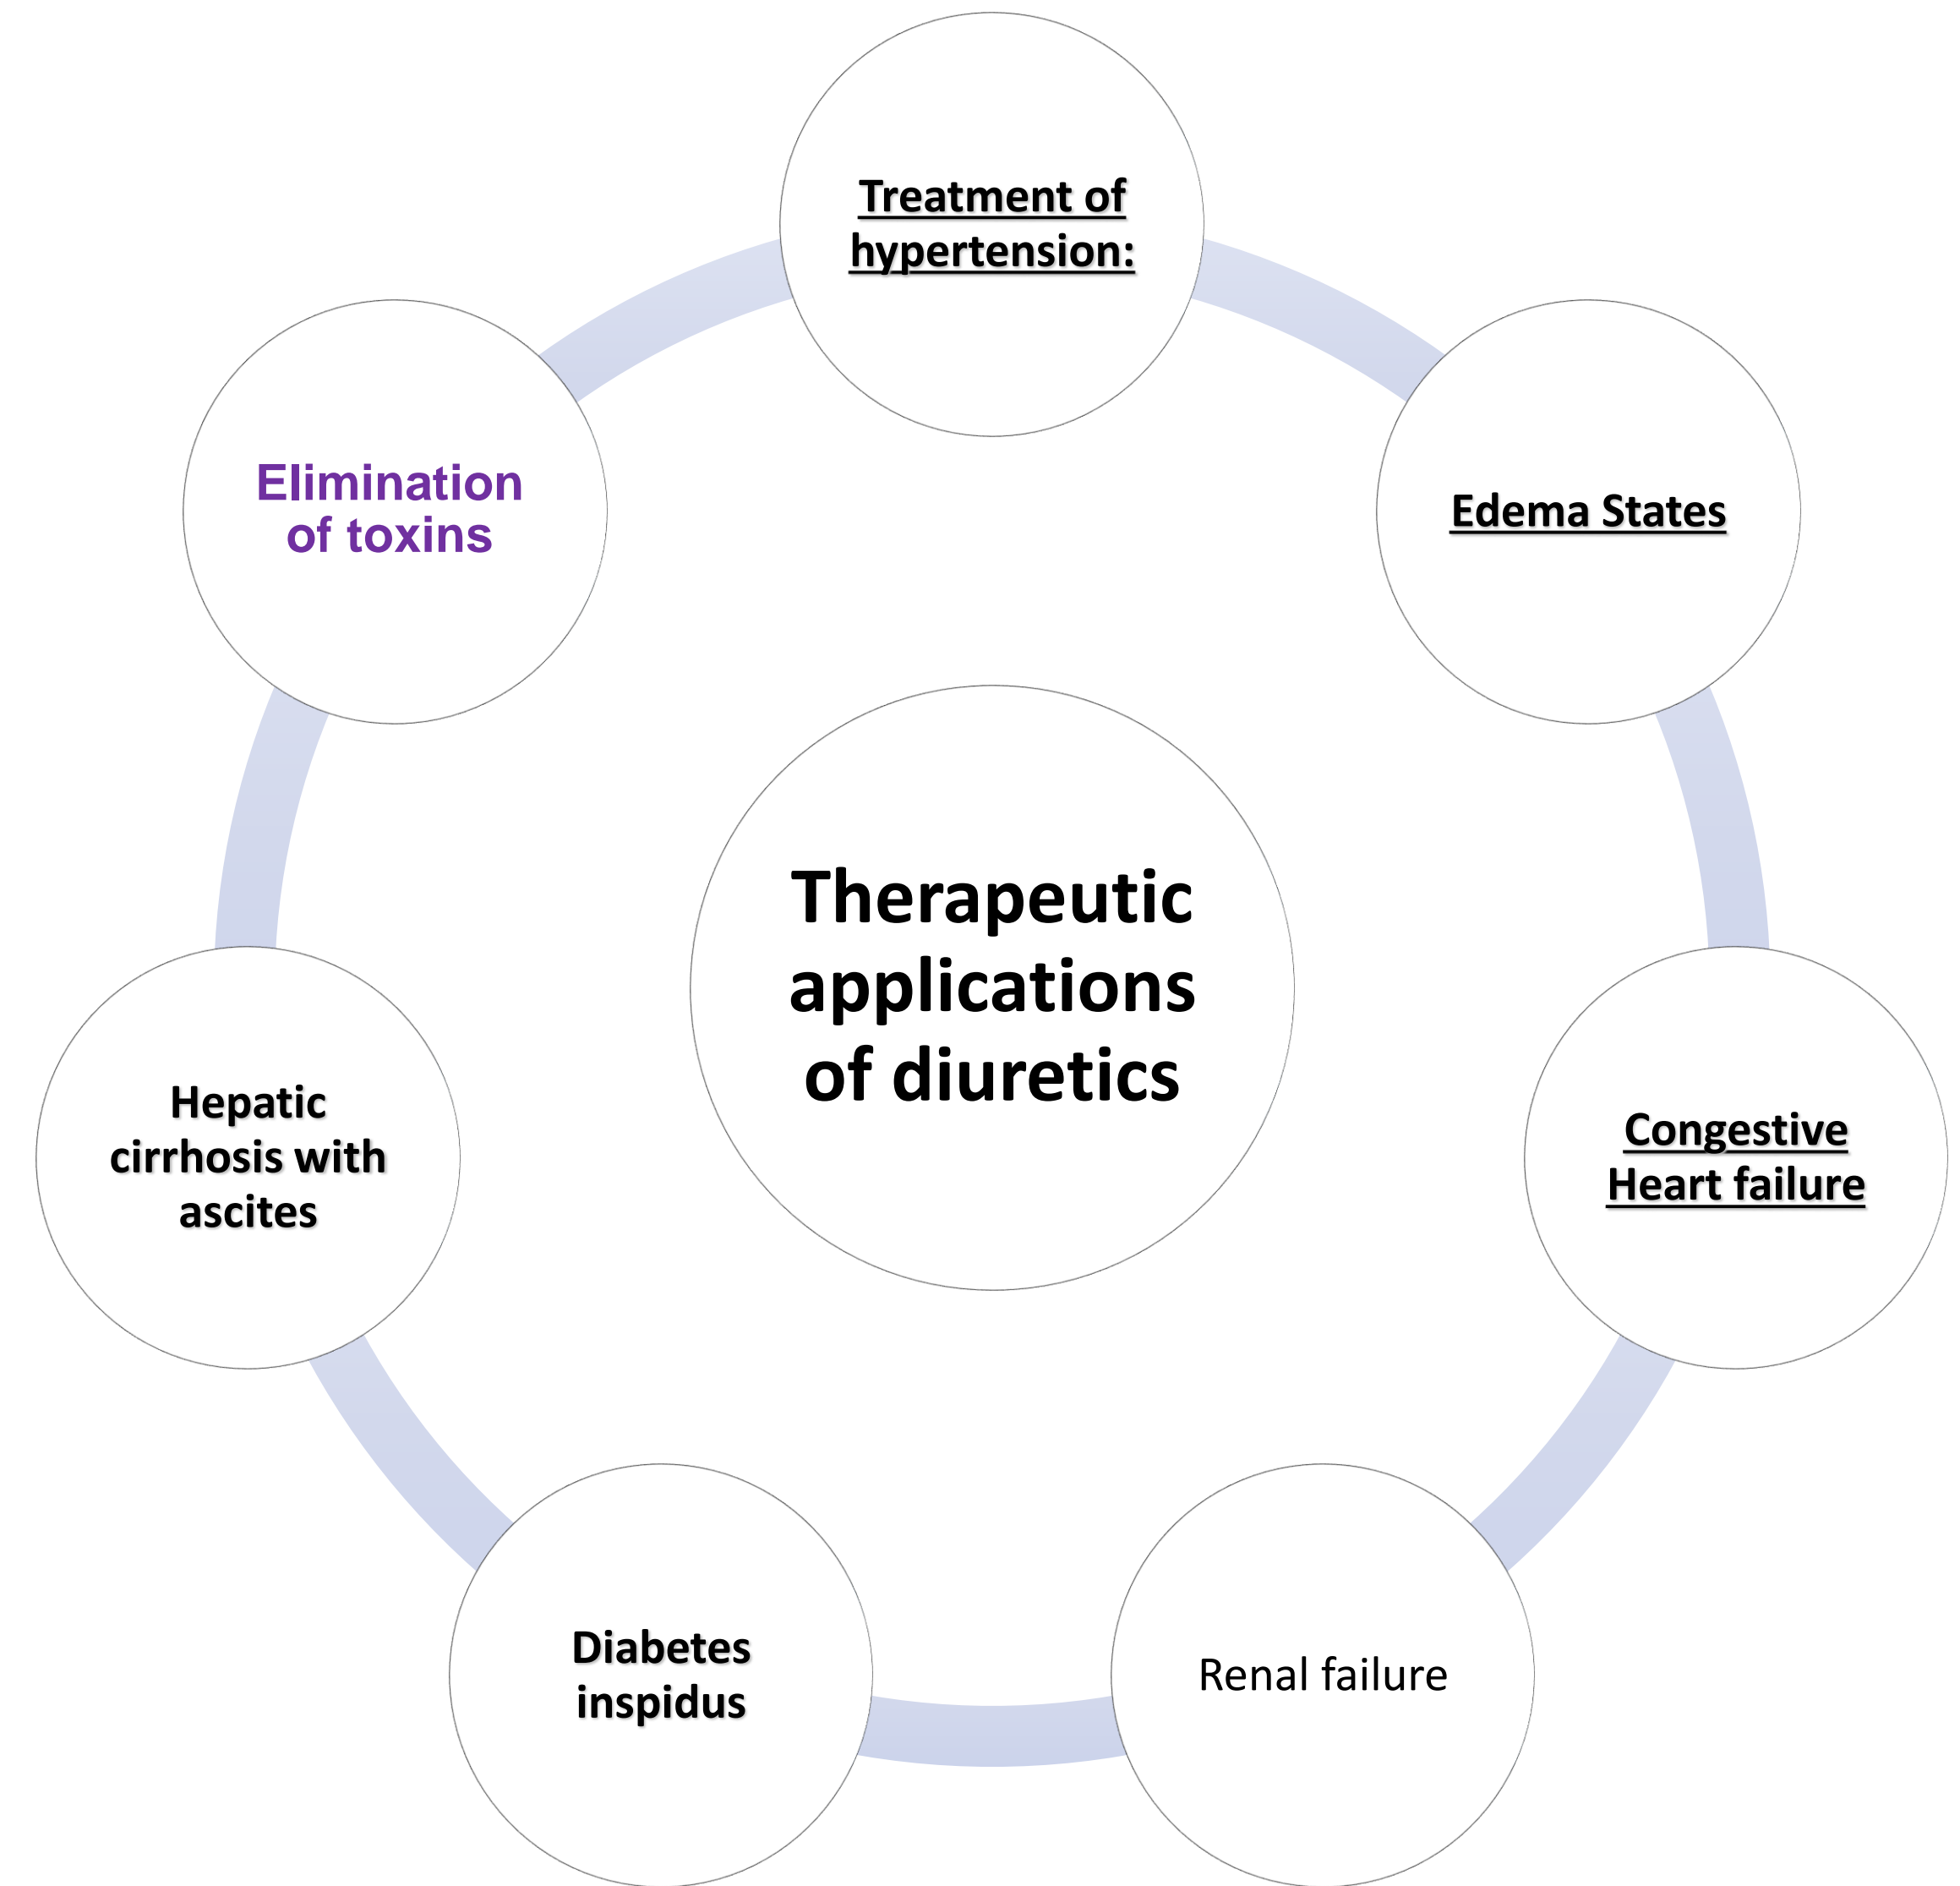 Treatment of
hypertension:
Edema States
Congestive
Heart failure
Renal failure
Diabetes
inspidus
Hepatic
cirrhosis with
ascites
Elimination
of toxins
Therapeutic
applications
of diuretics